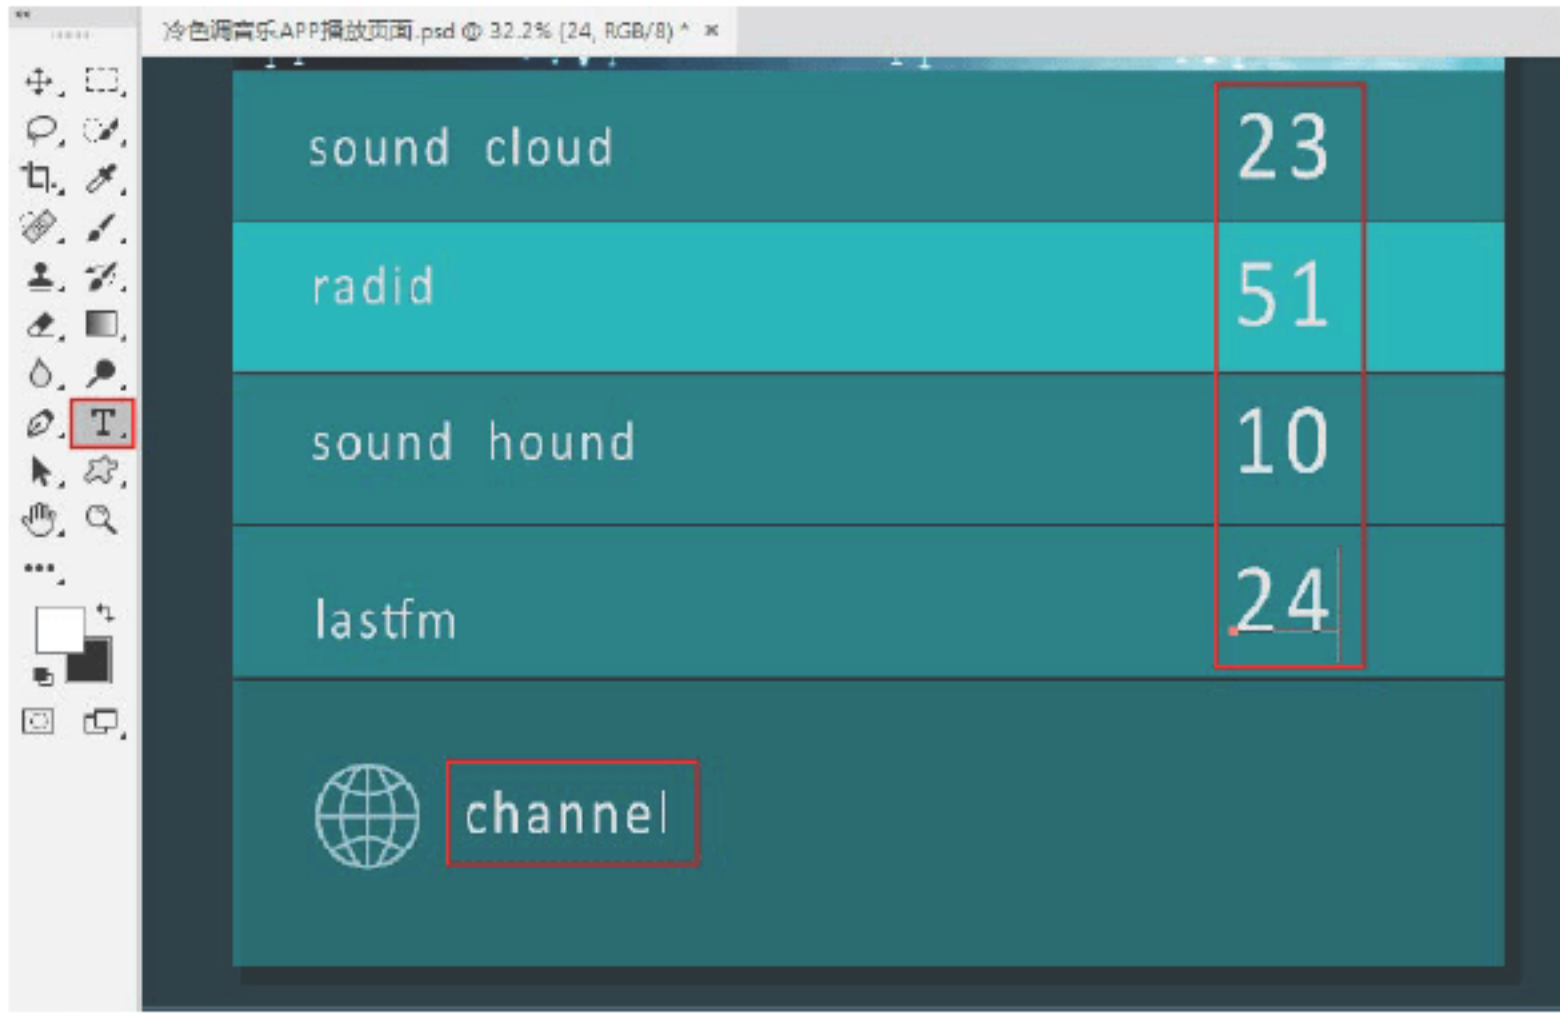 冷色调音乐APP播放页面.psd @ 32.2% (24, RGB/8) *
sound cloud 23
radid 51
sound hound 10
lastfm 24
channel
T